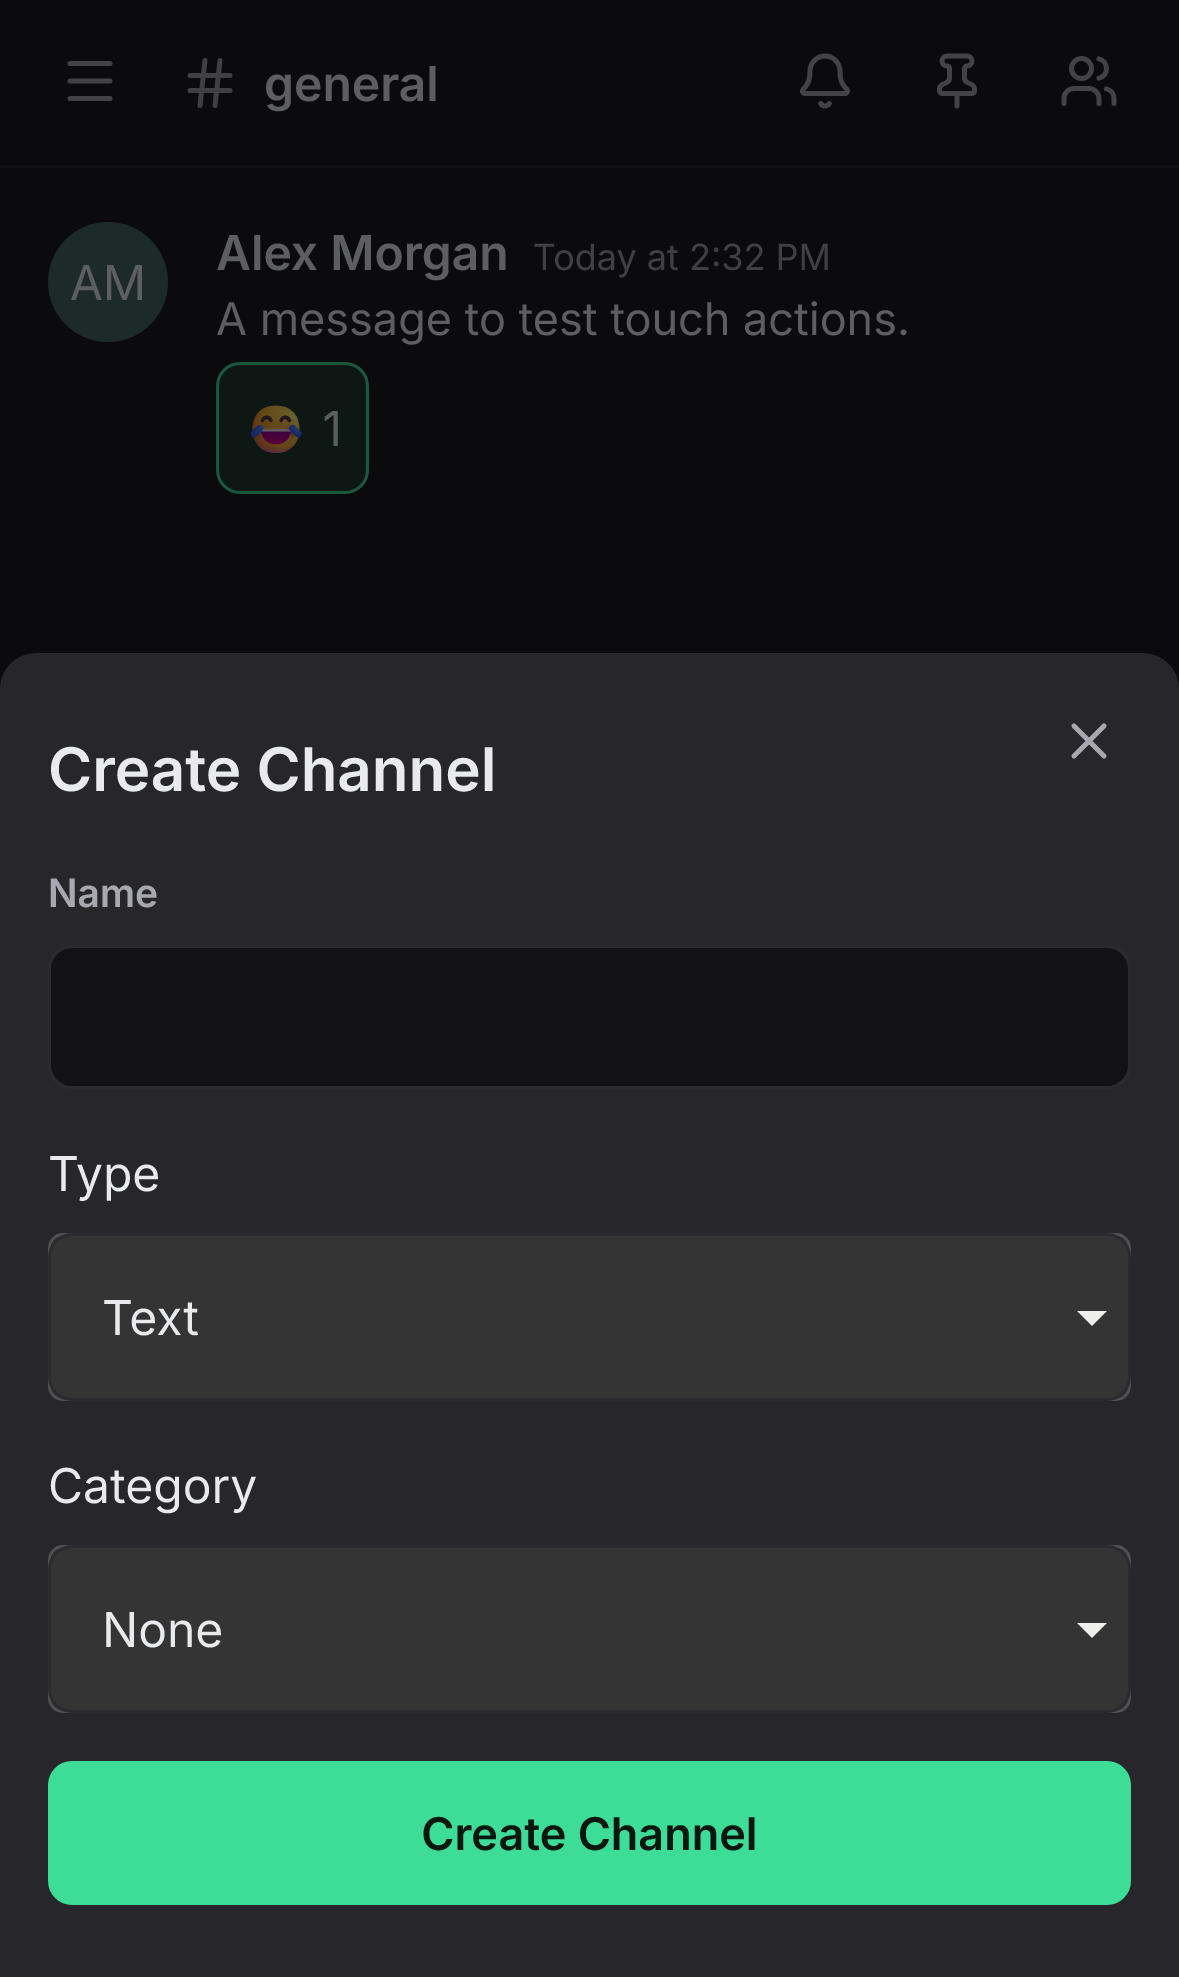 # general
AM
Alex Morgan Today at 2:32 PM
A message to test touch actions.
😂 1
Create Channel
Name
Type
Text
Category
None
Create Channel